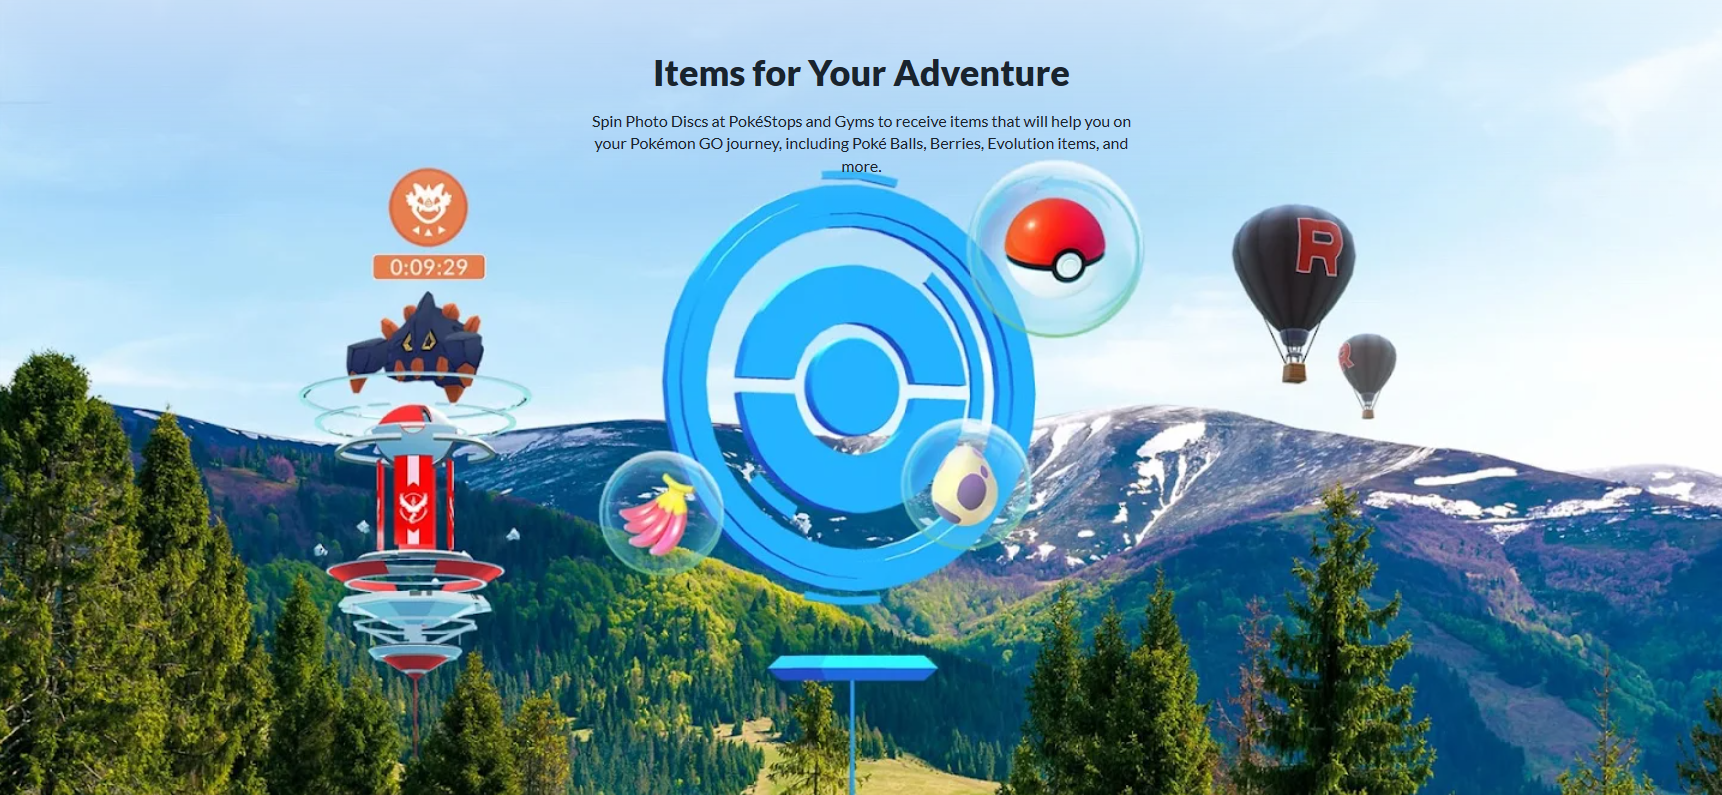 Items for Your Adventure
Spin Photo Discs at PokéStops and Gyms to receive items that will help you on
your Pokémon GO journey, including Poké Balls, Berries, Evolution items, and
more.
0:09:29
R
R